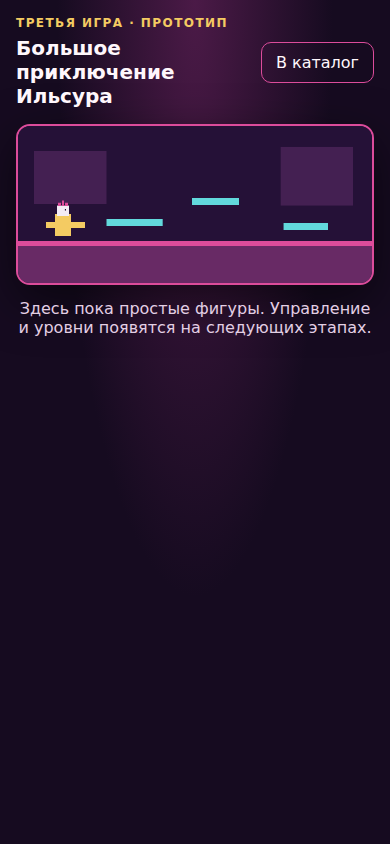 ТРЕТЬЯ ИГРА · ПРОТОТИП
Большое
приключение
Ильсура
В каталог
Здесь пока простые фигуры. Управление
и уровни появятся на следующих этапах.